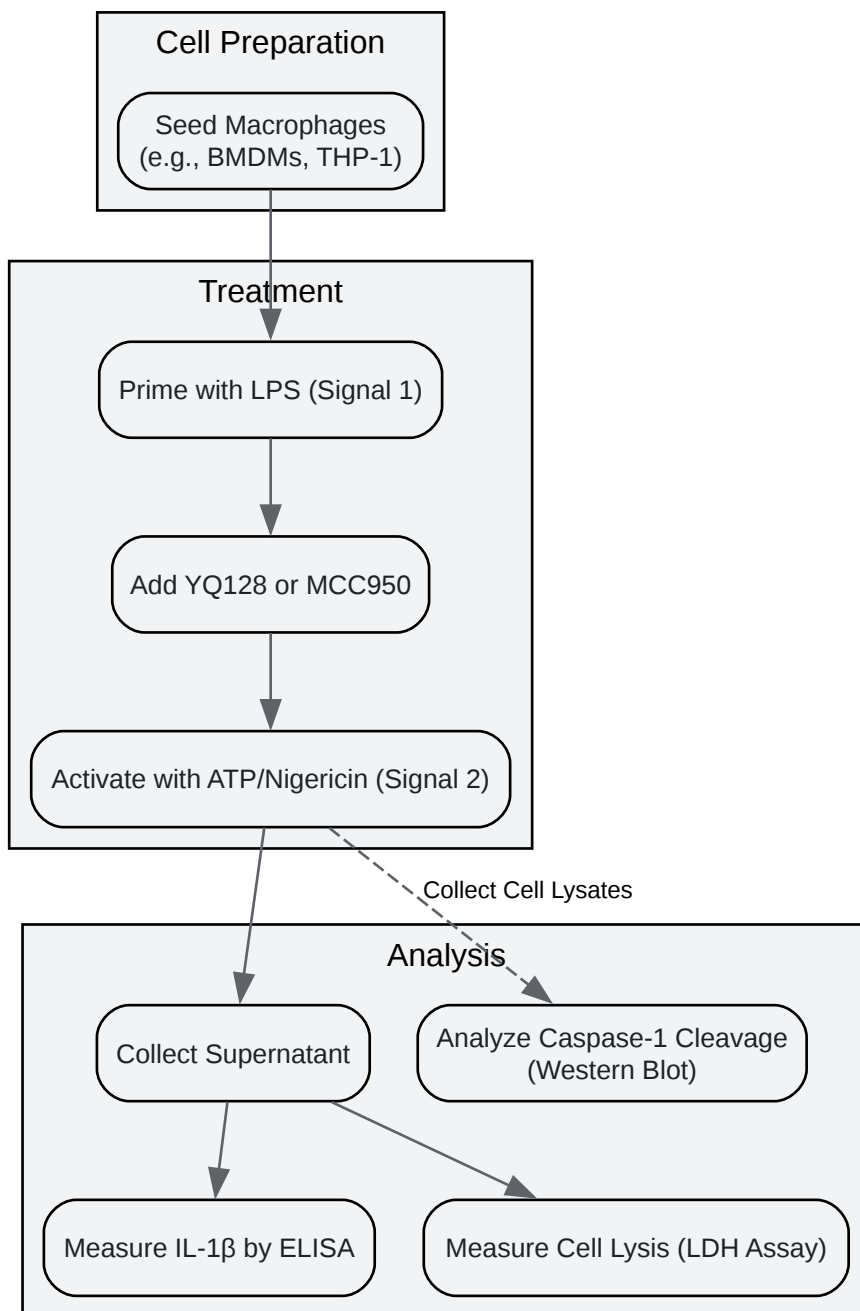 Cell Preparation
Seed Macrophages
(e.g., BMDMs, THP-1)
Treatment
Prime with LPS (Signal 1)
Add YQ128 or MCC950
Activate with ATP/Nigericin (Signal 2)
Collect Cell Lysates
Analysis
Collect Supernatant
Analyze Caspase-1 Cleavage
(Western Blot)
Measure IL-1β by ELISA
Measure Cell Lysis (LDH Assay)